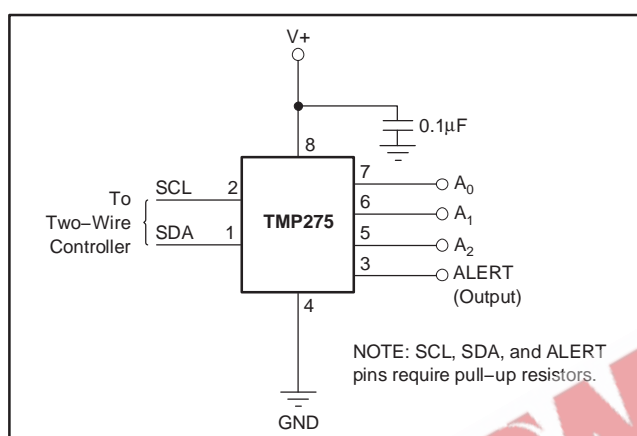 V+
0.1µF
8
7
A0
To
Two−Wire
Controller
SCL
2
TMP275
6
A1
SDA
1
5
A2
3
ALERT
(Output)
4
NOTE: SCL, SDA, and ALERT
pins require pull−up resistors.
GND